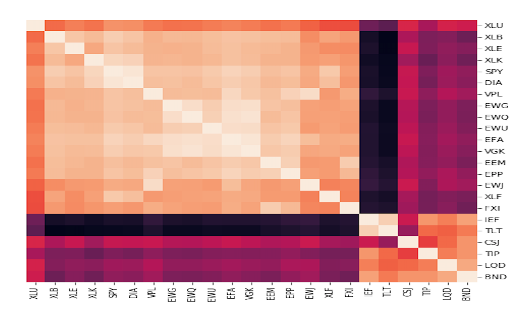 XLU
XLB
XLE
XLK
SPY
DIA
VPL
EWG
EWQ
EWU
EFA
VGK
EEM
EPP
EWJ
XLF
FXI
IEF
TLT
CSJ
TIP
LQD
BND
XLU XLB XLE XLK SPY DIA VPL EWG EWQ EWU EFA VGK EEM EPP EWJ XLF FXI IEF TLT CSJ TIP LQD BND